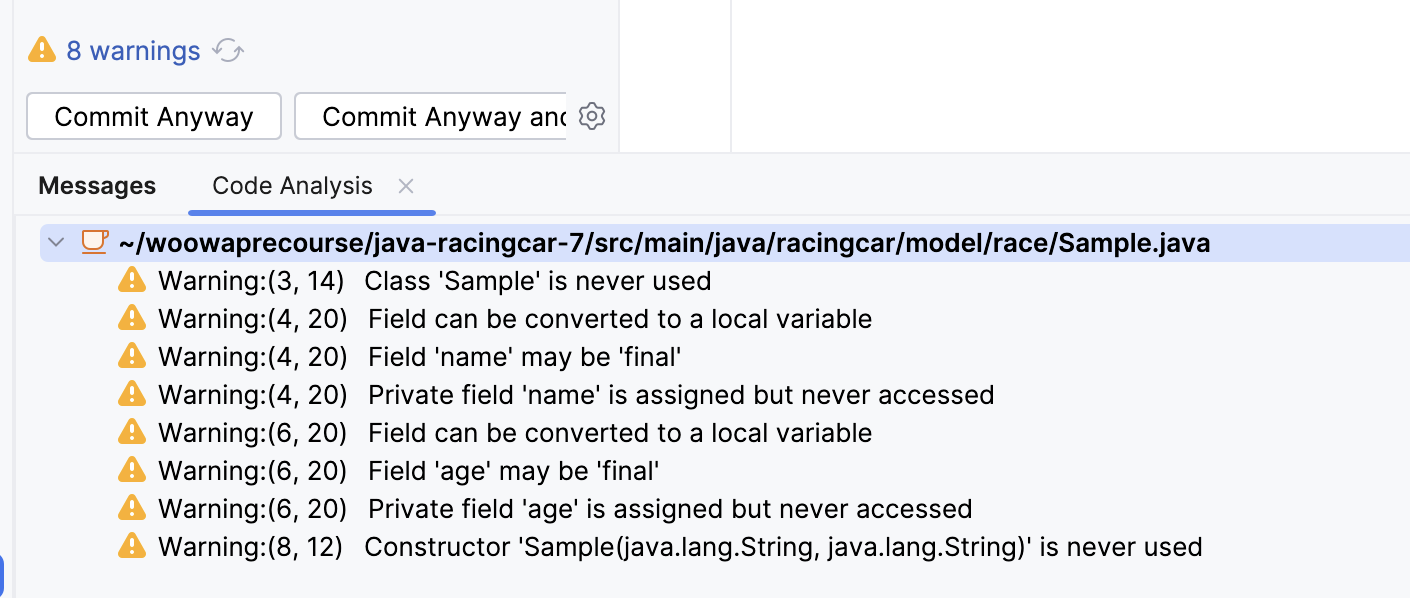 8 warnings
Commit Anyway
Commit Anyway and
Messages
Code Analysis
~/woowaprecourse/java-racingcar-7/src/main/java/racingcar/model/race/Sample.java
Warning:(3, 14) Class 'Sample' is never used
Warning:(4, 20) Field can be converted to a local variable
Warning:(4, 20) Field 'name' may be 'final'
Warning:(4, 20) Private field 'name' is assigned but never accessed
Warning:(6, 20) Field can be converted to a local variable
Warning:(6, 20) Field 'age' may be 'final'
Warning:(6, 20) Private field 'age' is assigned but never accessed
Warning:(8, 12) Constructor 'Sample(java.lang.String, java.lang.String)' is never used